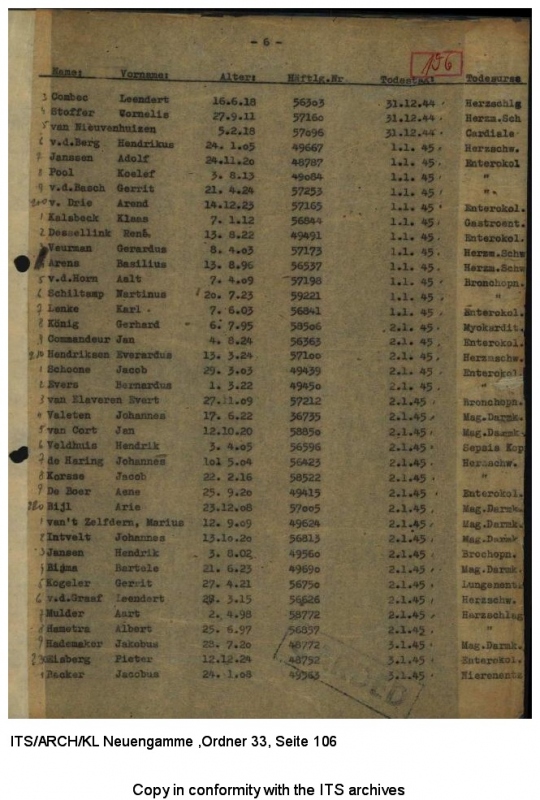 - 6 -
106
Name: Vorname: Alter: Häftlg.Nr Todestag: Todesursa
Combec Leendert 16.6.18 56303 31.12.44 Herzschlg
Stoffer Cornelis 27.9.11 57160 31.12.44 Herzm.Sch
van Nieuvenhuizen 5.2.18 57096 31.12.44 Cardiale
v.d.Berg Hendrikus 24. 1.05 49667 1.1. 45 Herzschw.
Janssen Adolf 24.11.20 48787 1.1. 45 Enterokol
Pool Roelof 3. 8.13 49084 1.1. 45 "
v.d.Basch Gerrit 21. 4.24 57253 1.1. 45 "
v. Drie Arend 14.12.23 57165 1.1. 45 Enterokol.
Kalsbeck Klaas 7. 1.12 56844 1.1. 45 Gastroent.
Dessellink René. 13. 8.22 49491 1.1. 45 Enterokol.
Veurman Gerardus 8. 4.03 57173 1.1. 45 Herzm.Schw
Arens Basilius 13. 8.96 56537 1.1. 45 Herzm.Schw
v.d.Horn Aalt 7. 4.09 57198 1.1. 45 Bronchopn.
Schiltamp Martinus 20. 7.23 59221 1.1. 45 "
Lenke Karl 7. 6.03 56841 1.1. 45 Enterokol.
König Gerhard 6. 7.95 58506 2.1. 45 Myokardit.
Commandeur Jan 4. 8.24 56363 2.1.45 Enterokol.
Hendriksen Everardus 13. 3.24 57100 2.1.45 Herzmschw.
Schoone Jacob 29. 3.03 49439 2.1.45 Enterokol
Evers Bernardus 1. 3.22 49450 2.1.45 "
van Elaveren Evert 27.11.09 57212 2.1.45 Bronchopn.
Valeten Johannes 17. 6.22 36735 2.1.45 Mag.Darmk.
van Cort Jan 12.10.20 58850 2.1.45 Mag.Darmk.
Veldhuis Hendrik 3. 4.05 56596 2.1.45 Sepsis Kop
de Haring Johannes 101 5.04 56423 2.1.45 Herzschw.
Karsse Jacob 22. 2.16 58522 2.1.45 "
De Boer Aene 25. 9.20 49415 2.1.45 Enterokol.
Bijl Arie 23.12.08 57005 2.1.45 Mag.Darmk.
van't Zelfdern, Marius 12. 9.09 49624 2.1.45 Mag.Darmk.
Intvelt Johannes 13.10.20 56813 2.1.45 Mag.Darmk
Jansen Hendrik 3. 8.02 49560 2.1.45 Brochopn.
Bartele 21. 6.23 49690 2.1.45 Mag.Darmk.
Kogeler Gerrit 27. 4.21 56750 2.1.45 Lungenent.
v.d.Graaf Leendert 3.15 56626 2.1.45 Herzschw.
Mulder Aart 2. 4.98 58772 2.1.45 Herzschlag
Hamstra Albert 25. 6.97 56837 2.1.45 "
Hademakor Jakobus 28. 7.20 48772 3.1.45 Mag.Darmk.
Elsberg Pieter 12.12.24 48752 3.1.45 Enterokol.
Backer Jacobus 24. 1.08 49563 3.1.45 Nierenentz
ITS/ARCH/KL Neuengamme ,Ordner 33, Seite 106
Copy in conformity with the ITS archives